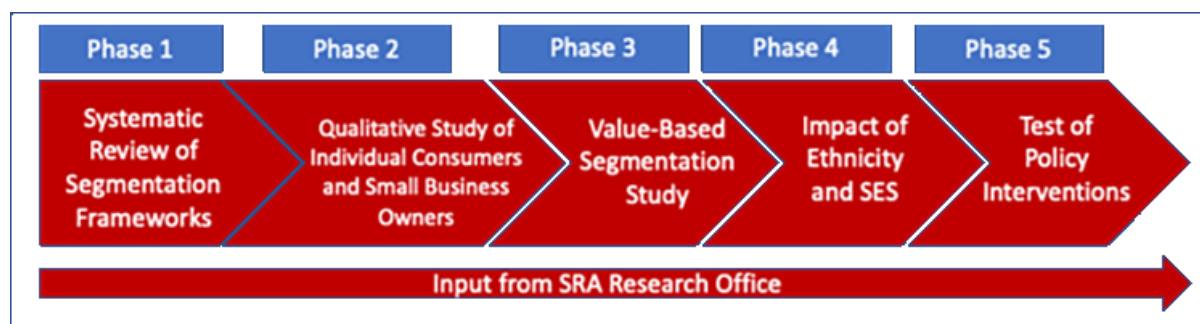 Phase 1
Phase 2
Phase 3
Phase 4
Phase 5
Systematic
Review of
Segmentation
Frameworks
Qualitative Study of
Individual Consumers
and Small Business
Owners
Value-Based
Segmentation
Study
Impact of
Ethnicity
and SES
Test of
Policy
Interventions
Input from SRA Research Office